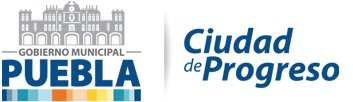 GOBIERNO MUNICIPAL
PUEBLA
Ciudad
de Progreso